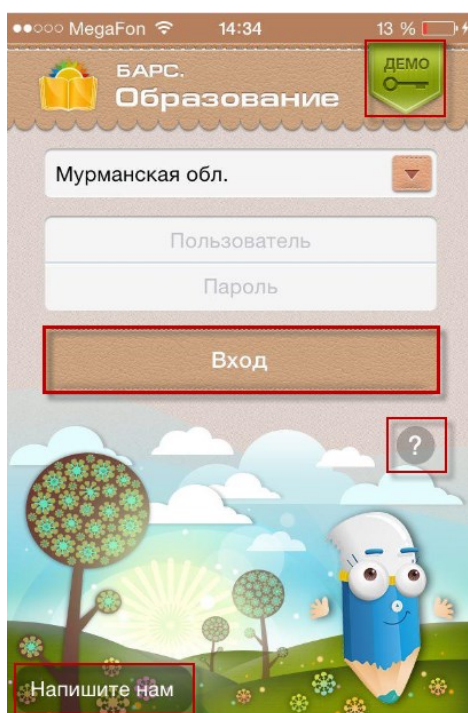 MegaFon 14:34 13 %
БАРС.
Образование
ДЕМО
Мурманская обл.
Пользователь
Пароль
Вход
?
Напишите нам